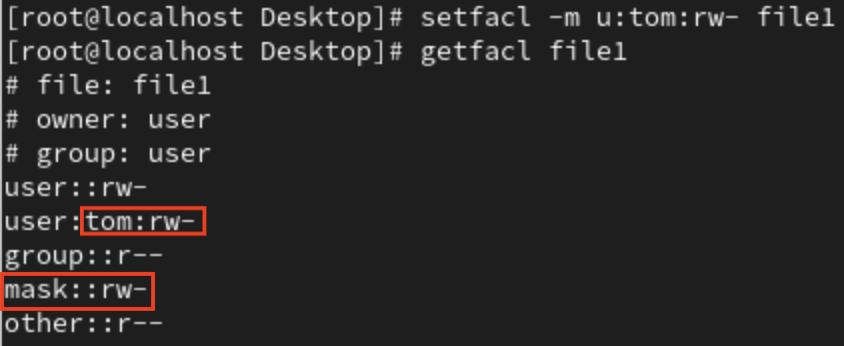 [root@localhost Desktop]# setfacl -m u:tom:rw- file1
[root@localhost Desktop]# getfacl file1
# file: file1
# owner: user
# group: user
user::rw-
user:tom:rw-
group::r--
mask::rw-
other::r--